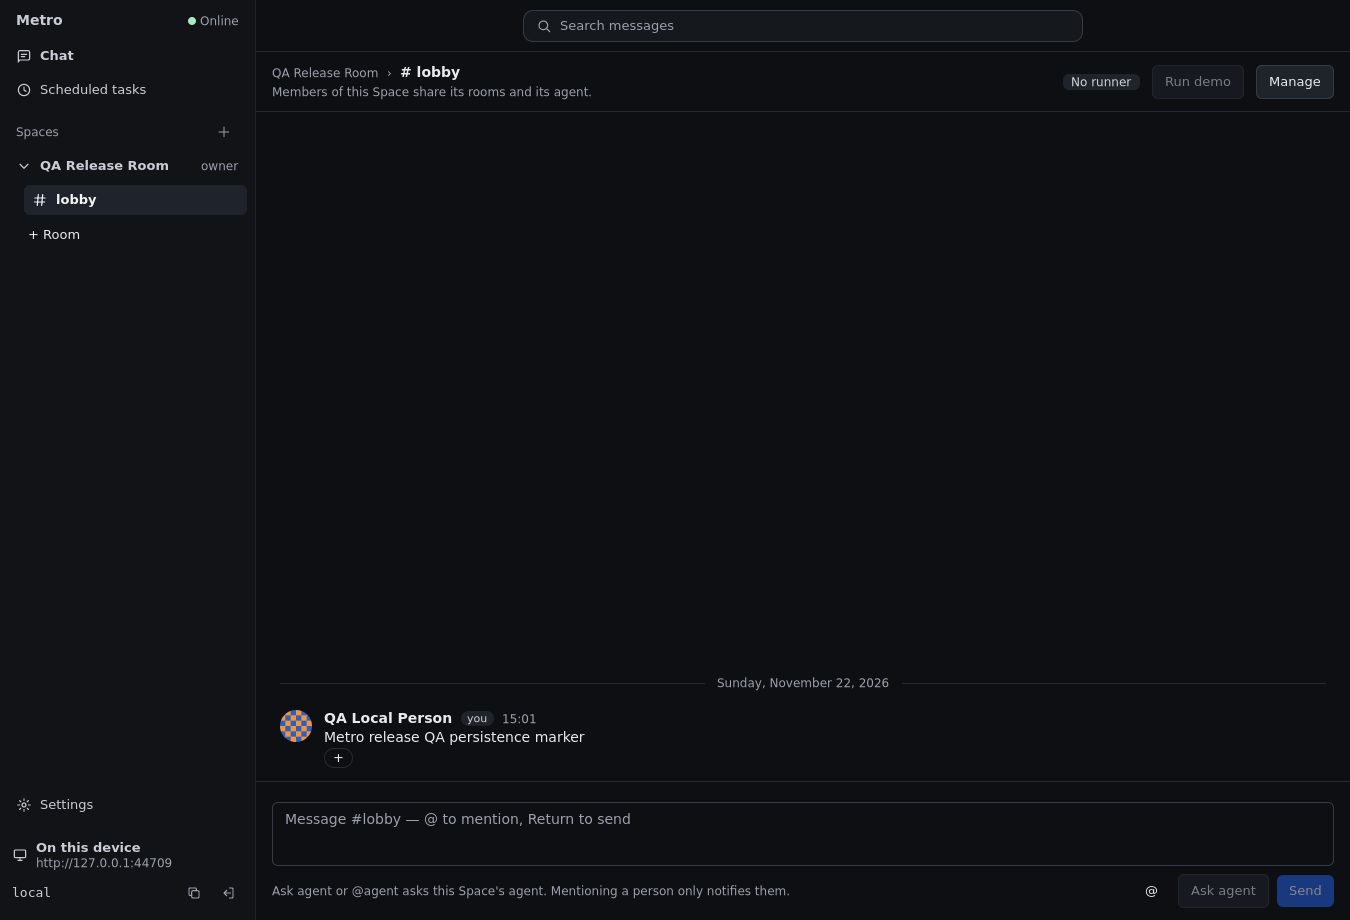 Metro
Online
Chat
Scheduled tasks
Spaces
QA Release Room
owner
# lobby
+ Room
Settings
On this device
http://127.0.0.1:44709
local
Search messages
QA Release Room › # lobby
Members of this Space share its rooms and its agent.
No runner
Run demo
Manage
Sunday, November 22, 2026
QA Local Person you 15:01
Metro release QA persistence marker
+
Message #lobby — @ to mention, Return to send
Ask agent or @agent asks this Space's agent. Mentioning a person only notifies them.
@
Ask agent
Send